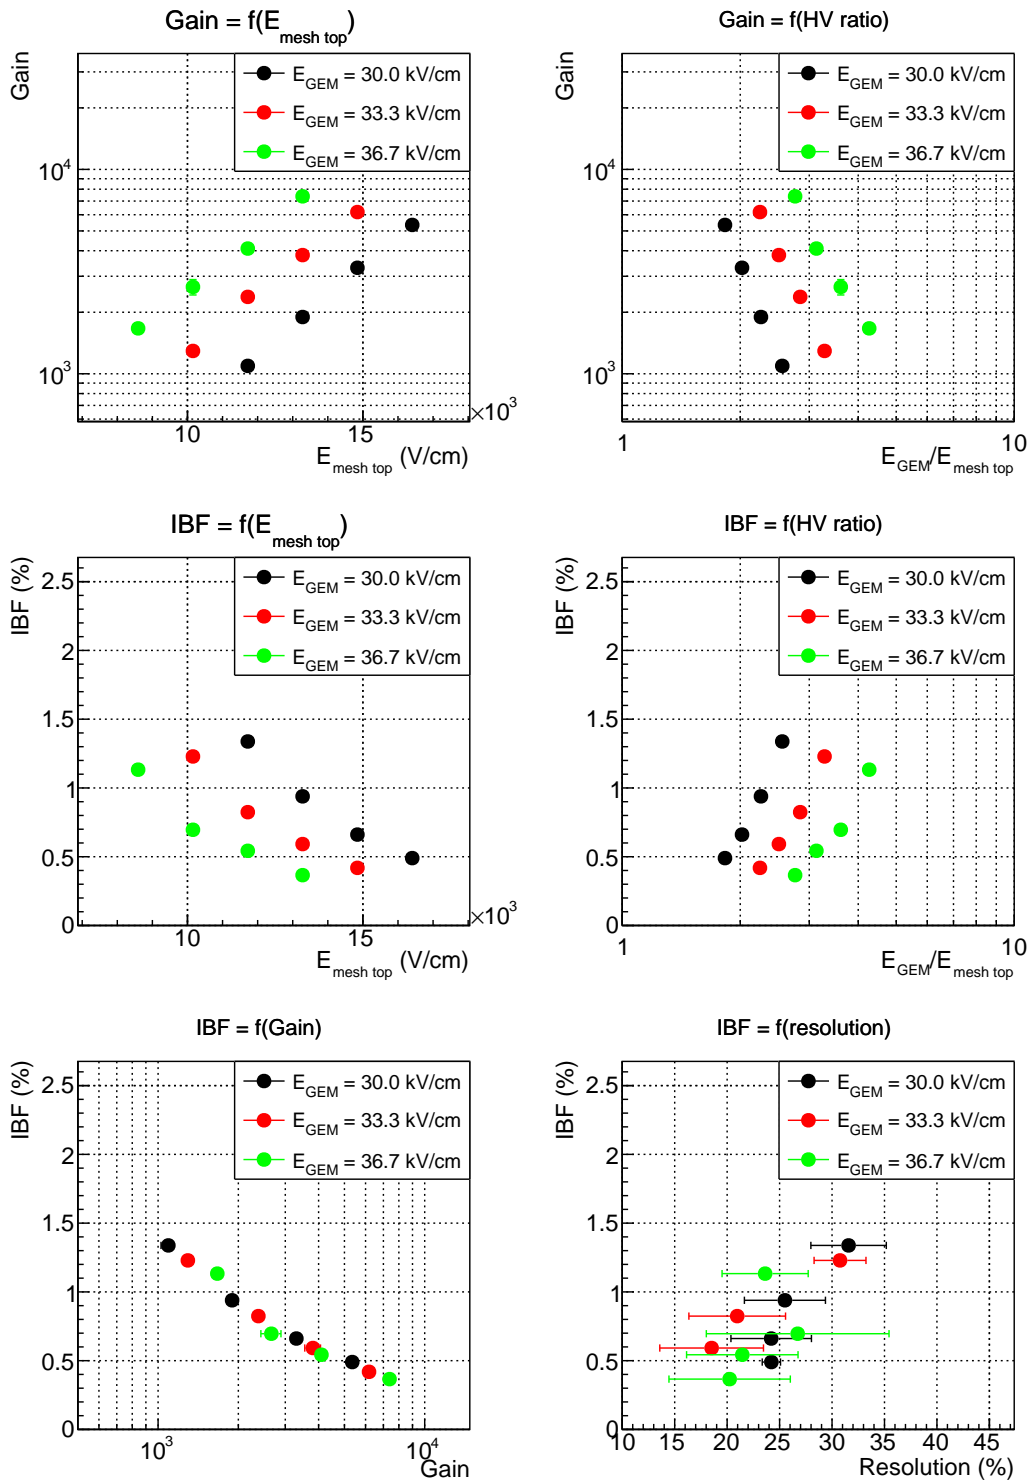 Gain = f(E_mesh top)
Gain
E_GEM = 30.0 kV/cm
E_GEM = 33.3 kV/cm
E_GEM = 36.7 kV/cm
10^4
10^3
10 15
×10^3
E_mesh top (V/cm)
Gain = f(HV ratio)
Gain
E_GEM = 30.0 kV/cm
E_GEM = 33.3 kV/cm
E_GEM = 36.7 kV/cm
10^4
10^3
1 10
E_GEM/E_mesh top
IBF = f(E_mesh top)
IBF (%)
E_GEM = 30.0 kV/cm
E_GEM = 33.3 kV/cm
E_GEM = 36.7 kV/cm
2.5
2
1.5
1
0.5
0
10 15
×10^3
E_mesh top (V/cm)
IBF = f(HV ratio)
IBF (%)
E_GEM = 30.0 kV/cm
E_GEM = 33.3 kV/cm
E_GEM = 36.7 kV/cm
2.5
2
1.5
1
0.5
0
1 10
E_GEM/E_mesh top
IBF = f(Gain)
IBF (%)
E_GEM = 30.0 kV/cm
E_GEM = 33.3 kV/cm
E_GEM = 36.7 kV/cm
2.5
2
1.5
1
0.5
0
10^3 10^4
Gain
IBF = f(resolution)
IBF (%)
E_GEM = 30.0 kV/cm
E_GEM = 33.3 kV/cm
E_GEM = 36.7 kV/cm
2.5
2
1.5
1
0.5
0
10 15 20 25 30 35 40 45
Resolution (%)